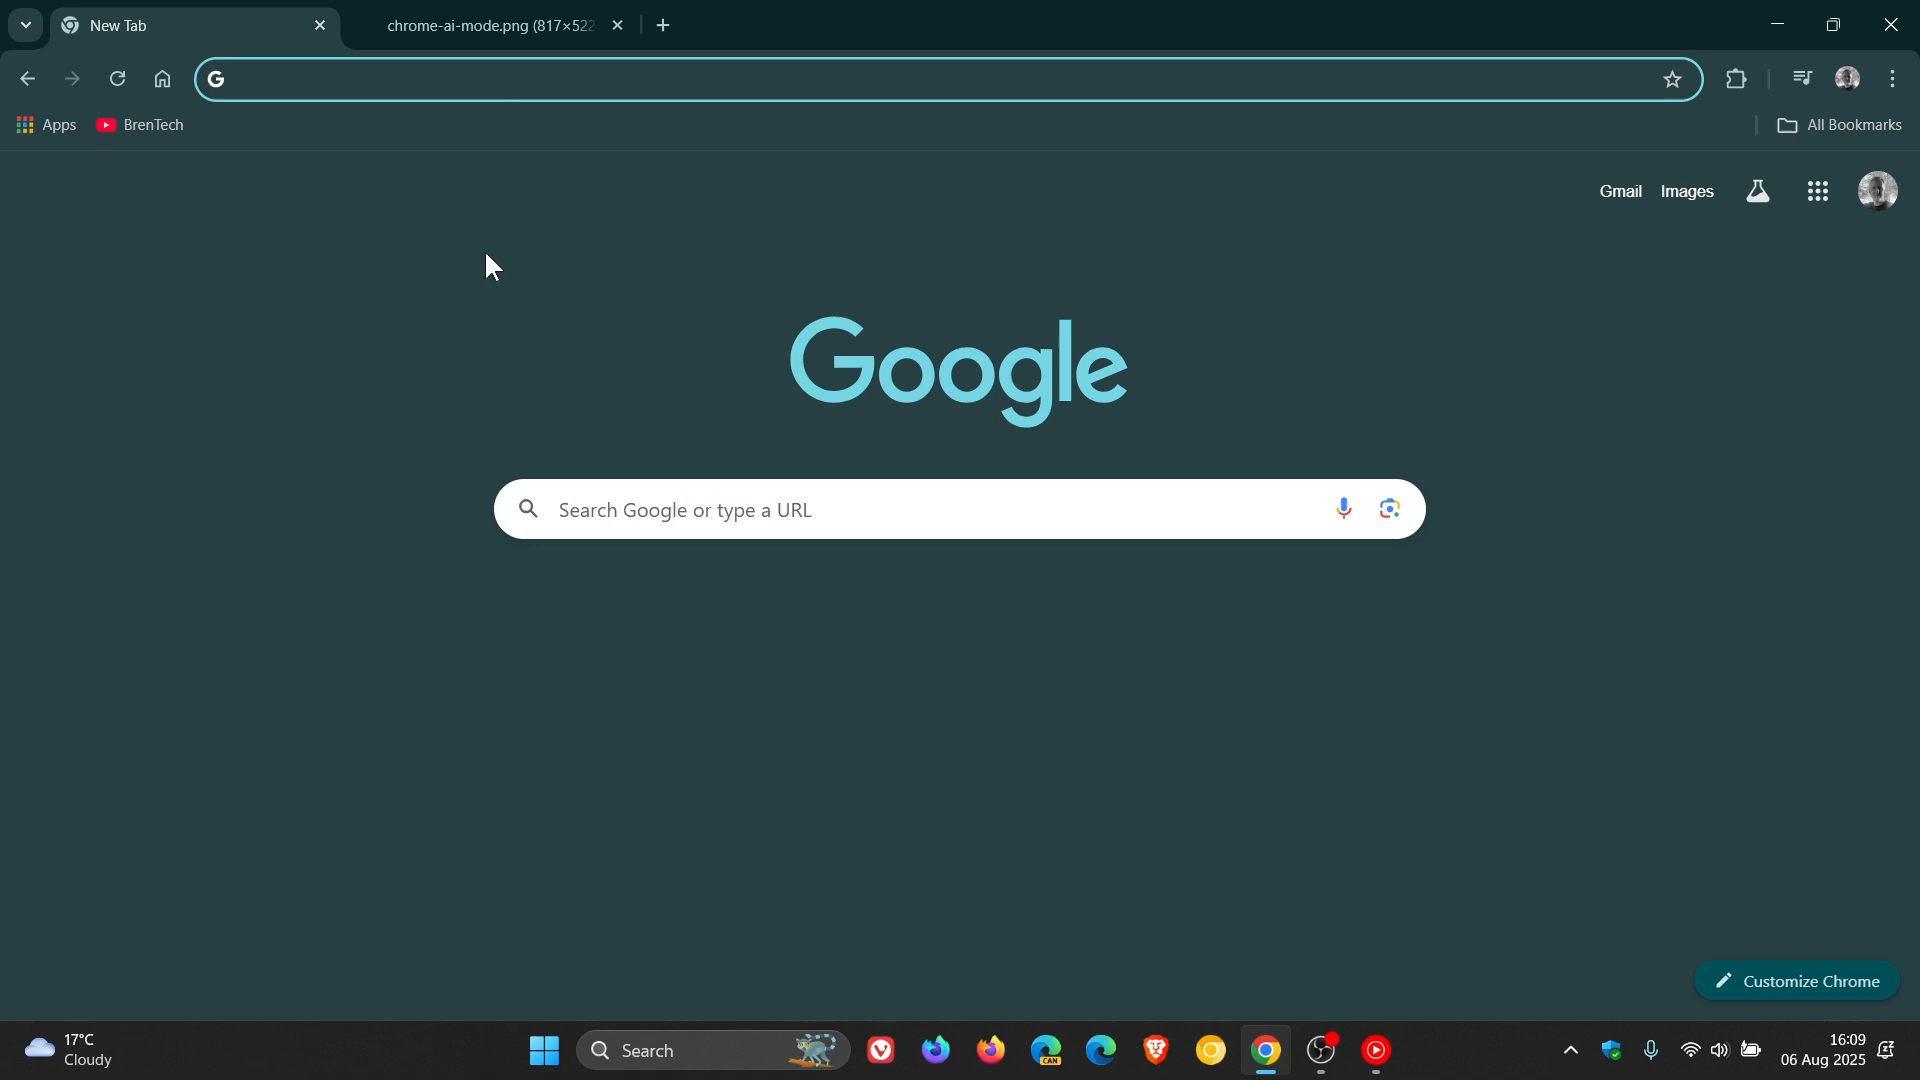 New Tab
chrome-ai-mode.png (817×522
Apps
BrenTech
All Bookmarks
Gmail
Images
Google
Search Google or type a URL
Customize Chrome
17°C
Cloudy
Search
CAN
16:09
06 Aug 2025